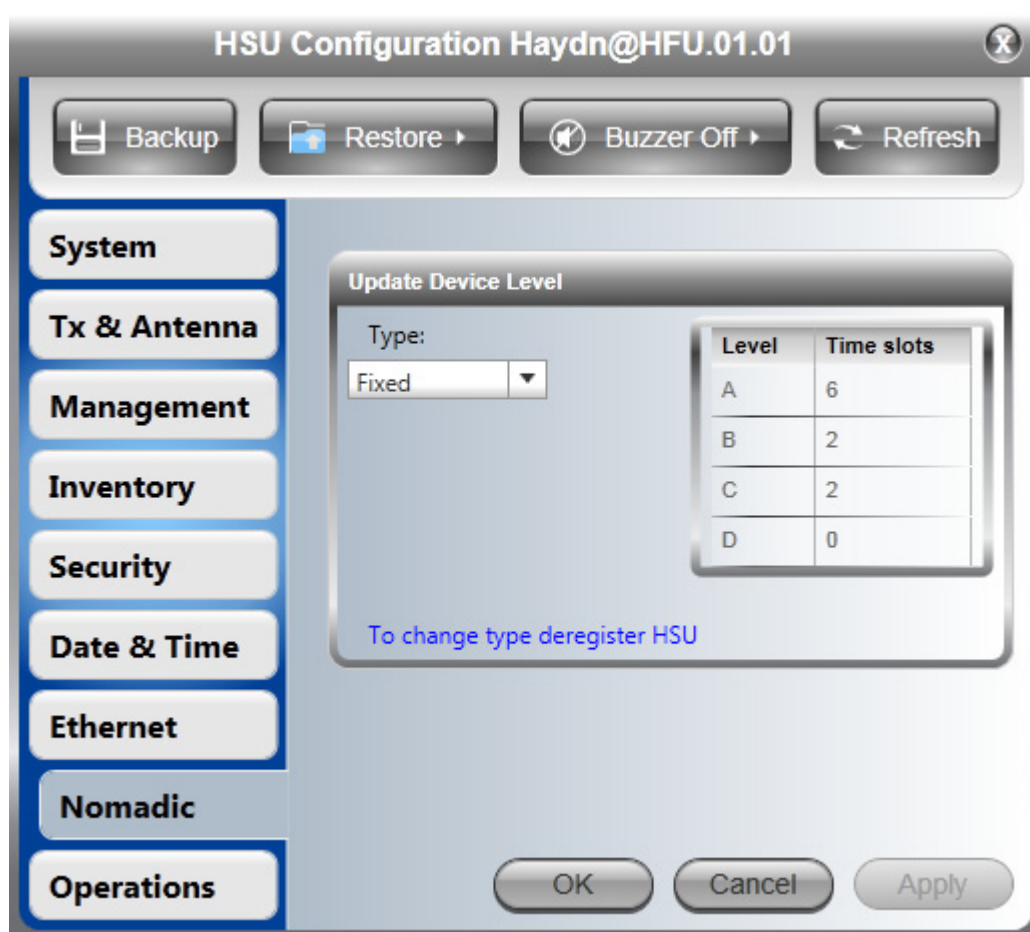 HSU Configuration Haydn@HFU.01.01
Backup
Restore
Buzzer Off
Refresh
System
Tx & Antenna
Management
Inventory
Security
Date & Time
Ethernet
Nomadic
Operations
Update Device Level
Type:
Fixed
Level Time slots
A 6
B 2
C 2
D 0
To change type deregister HSU
OK Cancel Apply